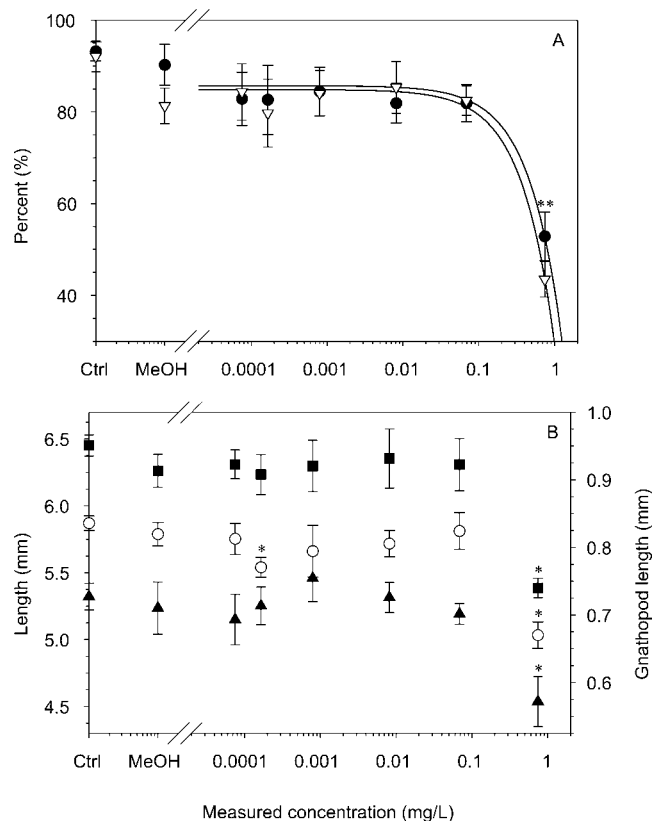 A
100
80
60
40
Percent (%)
**
Ctrl
MeOH
0.0001
0.001
0.01
0.1
1
B
6.5
6.0
5.5
5.0
4.5
Length (mm)
1.0
0.9
0.8
0.7
0.6
Gnathopod length (mm)
*
*
*
*
Ctrl
MeOH
0.0001
0.001
0.01
0.1
1
Measured concentration (mg/L)